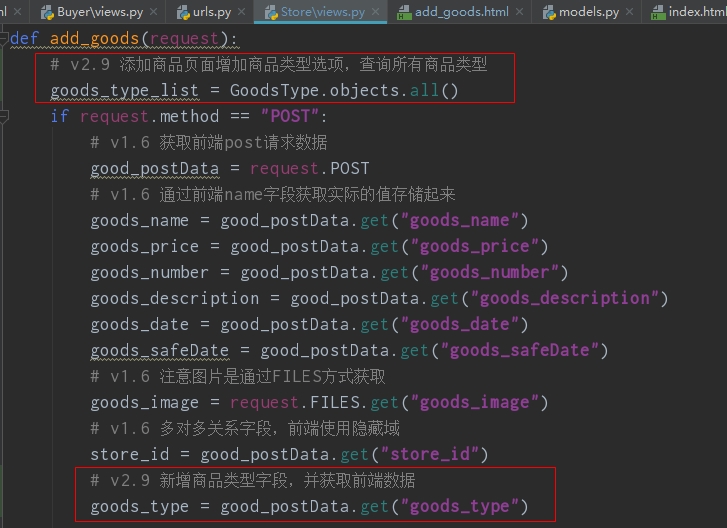 ml × Buyer\views.py × urls.py × Store\views.py × add_goods.html × models.py × index.html
def add_goods(request):
# v2.9 添加商品页面增加商品类型选项，查询所有商品类型
goods_type_list = GoodsType.objects.all()
if request.method == "POST":
# v1.6 获取前端post请求数据
good_postData = request.POST
# v1.6 通过前端name字段获取实际的值存储起来
goods_name = good_postData.get("goods_name")
goods_price = good_postData.get("goods_price")
goods_number = good_postData.get("goods_number")
goods_description = good_postData.get("goods_description")
goods_date = good_postData.get("goods_date")
goods_safeDate = good_postData.get("goods_safeDate")
# v1.6 注意图片是通过FILES方式获取
goods_image = request.FILES.get("goods_image")
# v1.6 多对多关系字段，前端使用隐藏域
store_id = good_postData.get("store_id")
# v2.9 新增商品类型字段，并获取前端数据
goods_type = good_postData.get("goods_type")